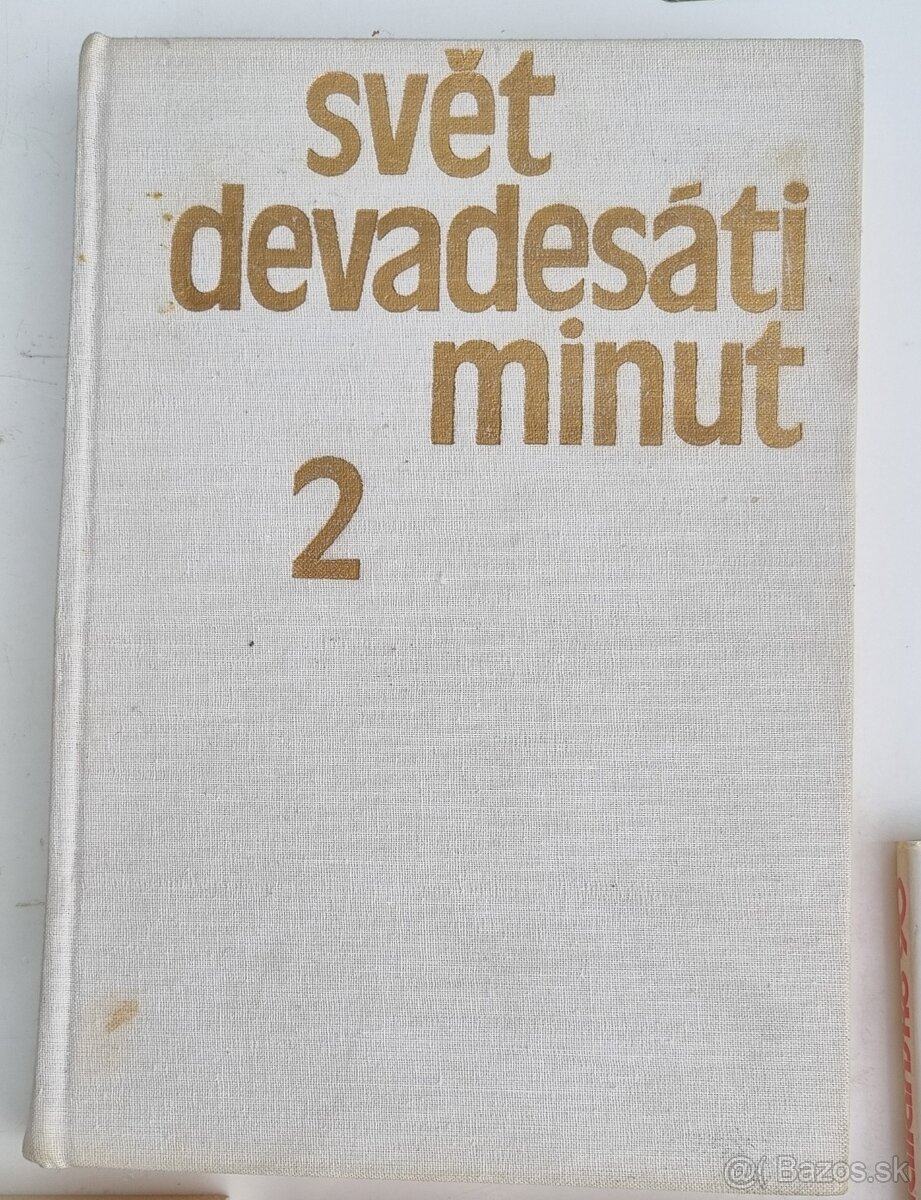 svět
devadesáti
minut
2
@( Bazos.sk